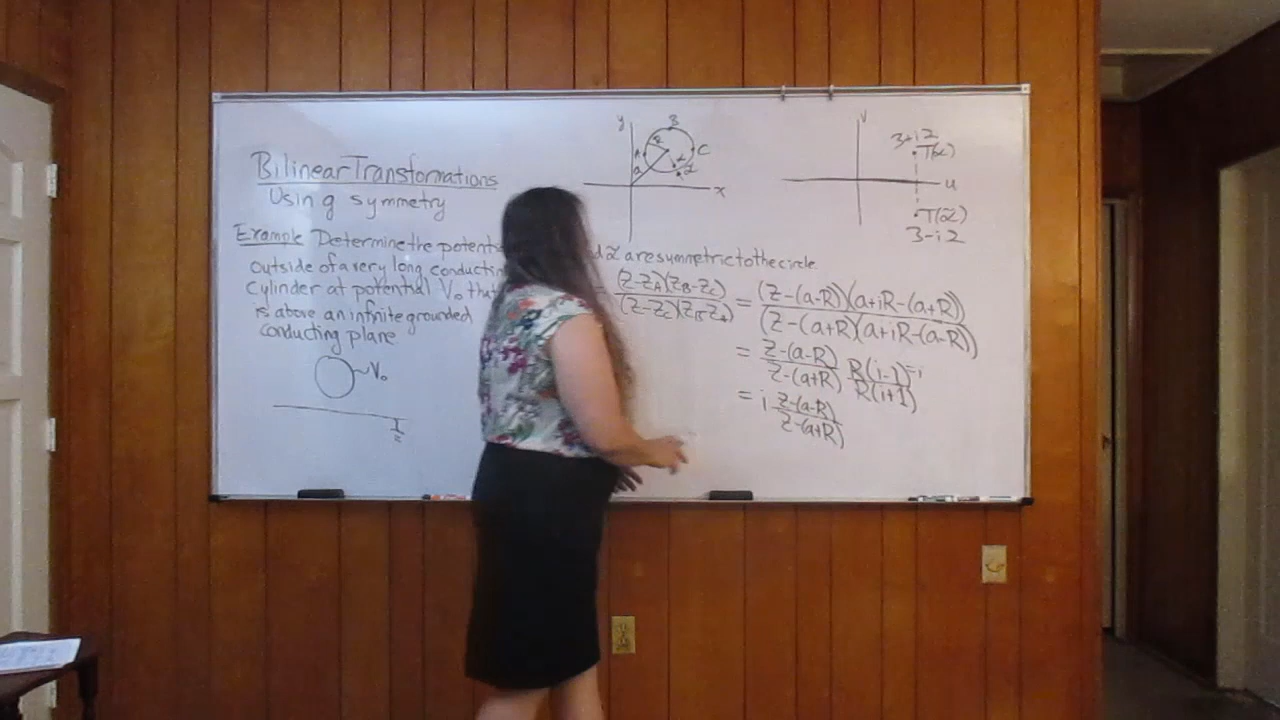 Bilinear Transformations
Using symmetry
Example Determine the potent
outside of a very long conductin
Cylinder at potential V₀ tha
is above an infinite grounded
conducting plane
V₀
y
B
R
A
C
a
α
α̃
x
V
3+i2
T(α)
u
T(α̃)
3-i2
d α̃ are symmetric to the circle.
= (z-z_A)(z_B-z_C) / (z-z_C)(z_B-z_A) = (z-(a-R))(a+iR-(a+R)) / (z-(a+R)(a+iR-(a-R))
= z-(a-R) / z-(a+R) R(i-1) / R(i+1) = i
= i z-(a-R) / z-(a+R)